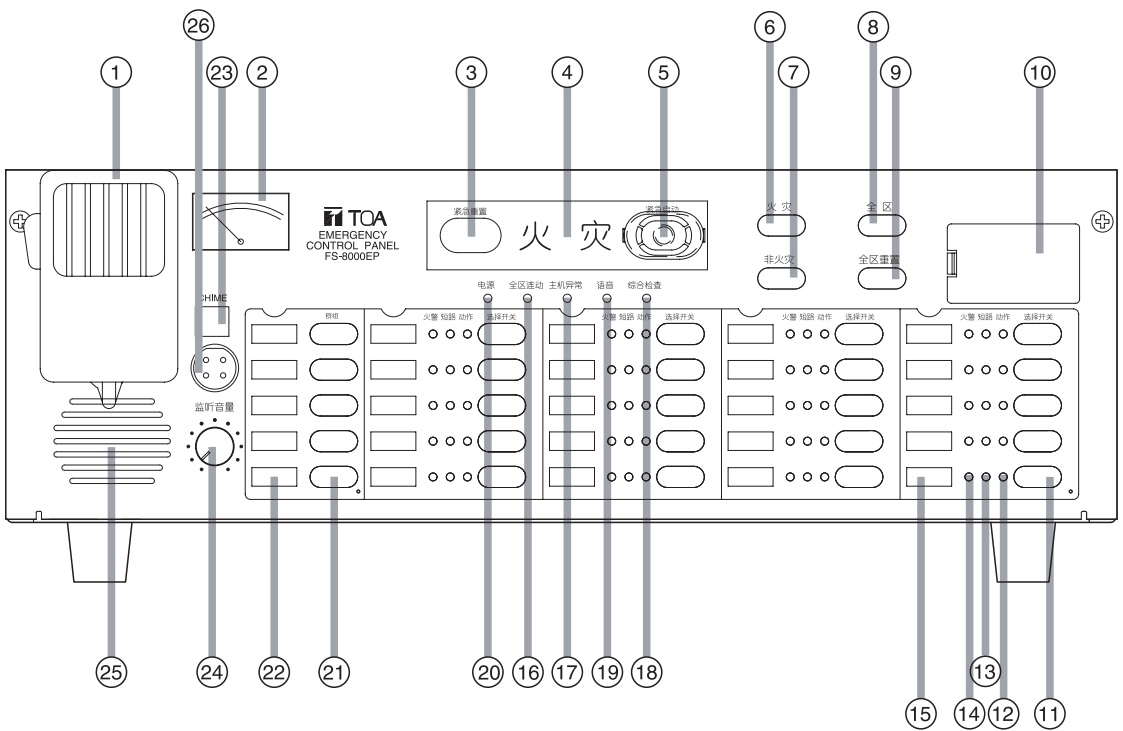 26
6
8
1
23
2
3
4
5
7
9
10
紧急重置
紧急启动
火 灾
全 区
TOA
EMERGENCY
CONTROL PANEL
FS-8000EP
火 灾
非火灾
全区重置
电源 全区连动 主机异常 语音 综合检查
CHIME
群组
火警 短路 动作 选择开关
火警 短路 动作 选择开关
火警 短路 动作 选择开关
火警 短路 动作 选择开关
监听音量
25
24
22
21
20
16
17
19
18
13
15
14
12
11